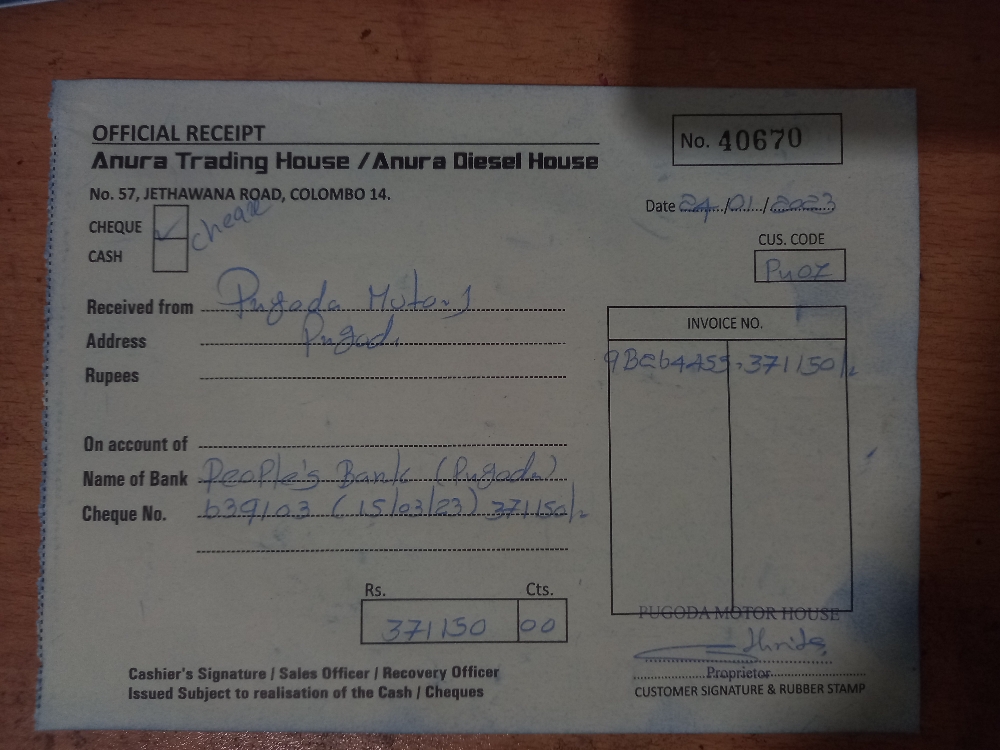 OFFICIAL RECEIPT
No. 40670
Anura Trading House / Anura Diesel House
No. 57, JETHAWANA ROAD, COLOMBO 14.
Date 24/01/2023
CHEQUE ✓
CASH
CUS. CODE
PU07
Received from Pugoda Motors
Address Pugoda
Rupees
INVOICE NO.
371150/-
On account of
Name of Bank People's Bank (Pugoda)
Cheque No. 639103 (15/03/23) 371150/-
Rs. Cts.
371150 00
PUGODA MOTOR HOUSE
Proprietor
Cashier's Signature / Sales Officer / Recovery Officer
Issued Subject to realisation of the Cash / Cheques
CUSTOMER SIGNATURE & RUBBER STAMP